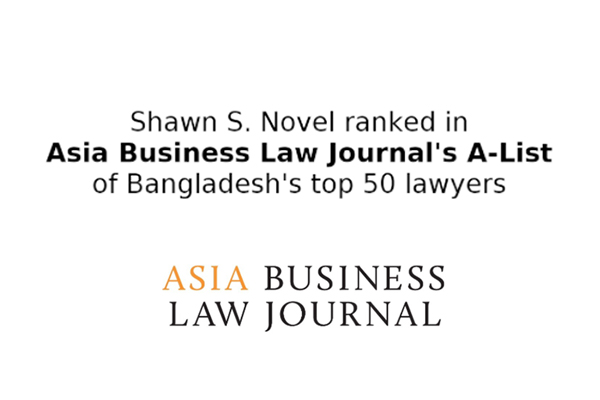 Shawn S. Novel ranked in
Asia Business Law Journal's A-List
of Bangladesh's top 50 lawyers
ASIA BUSINESS
LAW JOURNAL